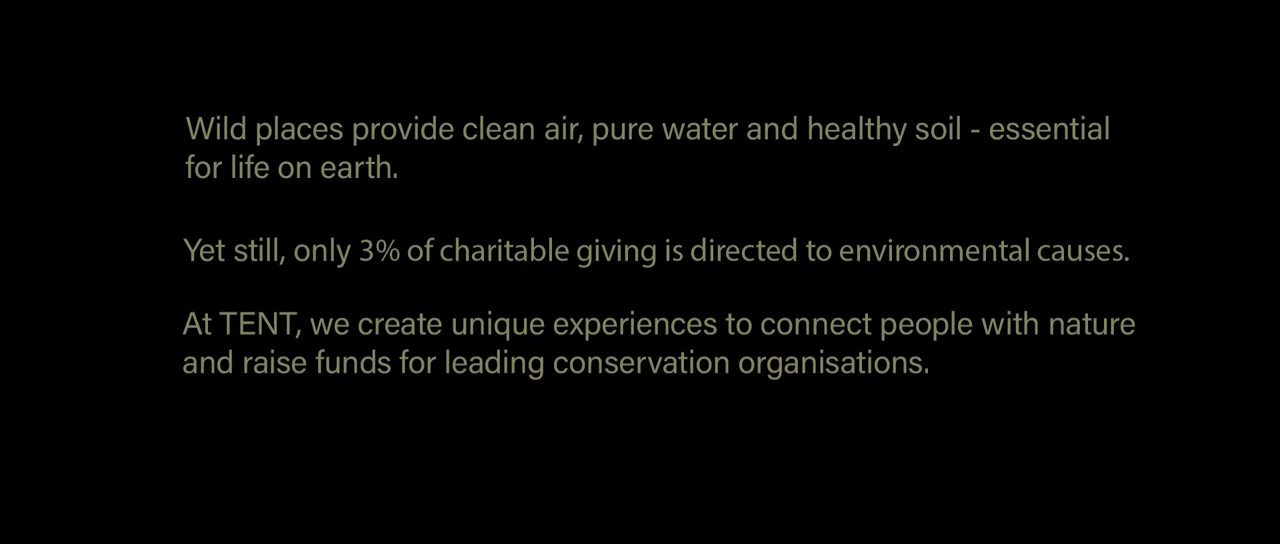 Wild places provide clean air, pure water and healthy soil - essential
for life on earth.
Yet still, only 3% of charitable giving is directed to environmental causes.
At TENT, we create unique experiences to connect people with nature
and raise funds for leading conservation organisations.